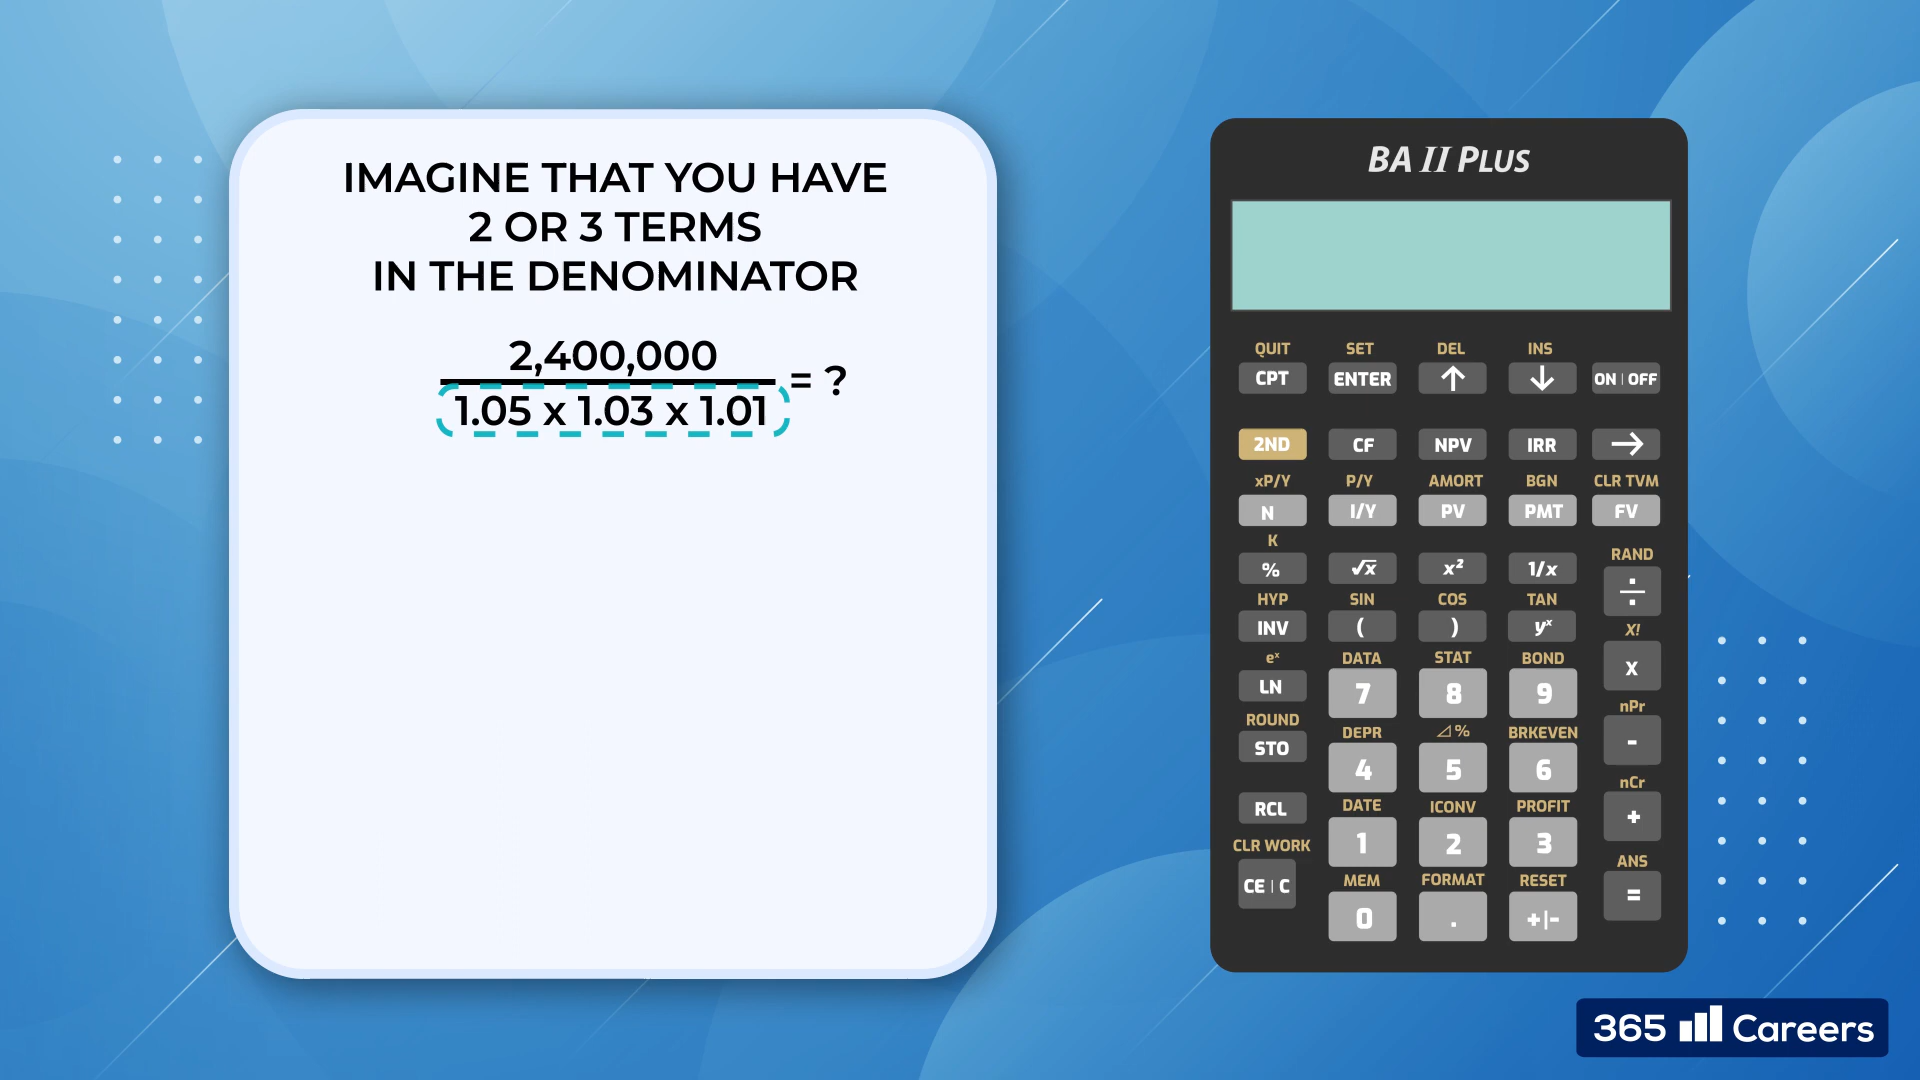 IMAGINE THAT YOU HAVE
2 OR 3 TERMS
IN THE DENOMINATOR
2,400,000
= ?
1.05 x 1.03 x 1.01
BA II PLUS
QUIT SET DEL INS
CPT ENTER ↑ ↓ ON | OFF
2ND CF NPV IRR →
xP/Y P/Y AMORT BGN CLR TVM
N I/Y PV PMT FV
K
RAND
% √x x² 1/x
÷
HYP SIN COS TAN
X!
INV ( ) yˣ
x
eˣ DATA STAT BOND
LN 7 8 9
nPr
ROUND DEPR ⊿% BRKEVEN
-
STO 4 5 6
nCr
DATE ICONV PROFIT
+
RCL 1 2 3
CLR WORK
ANS
MEM FORMAT RESET
CE | C
=
0 . +|-
365 Careers